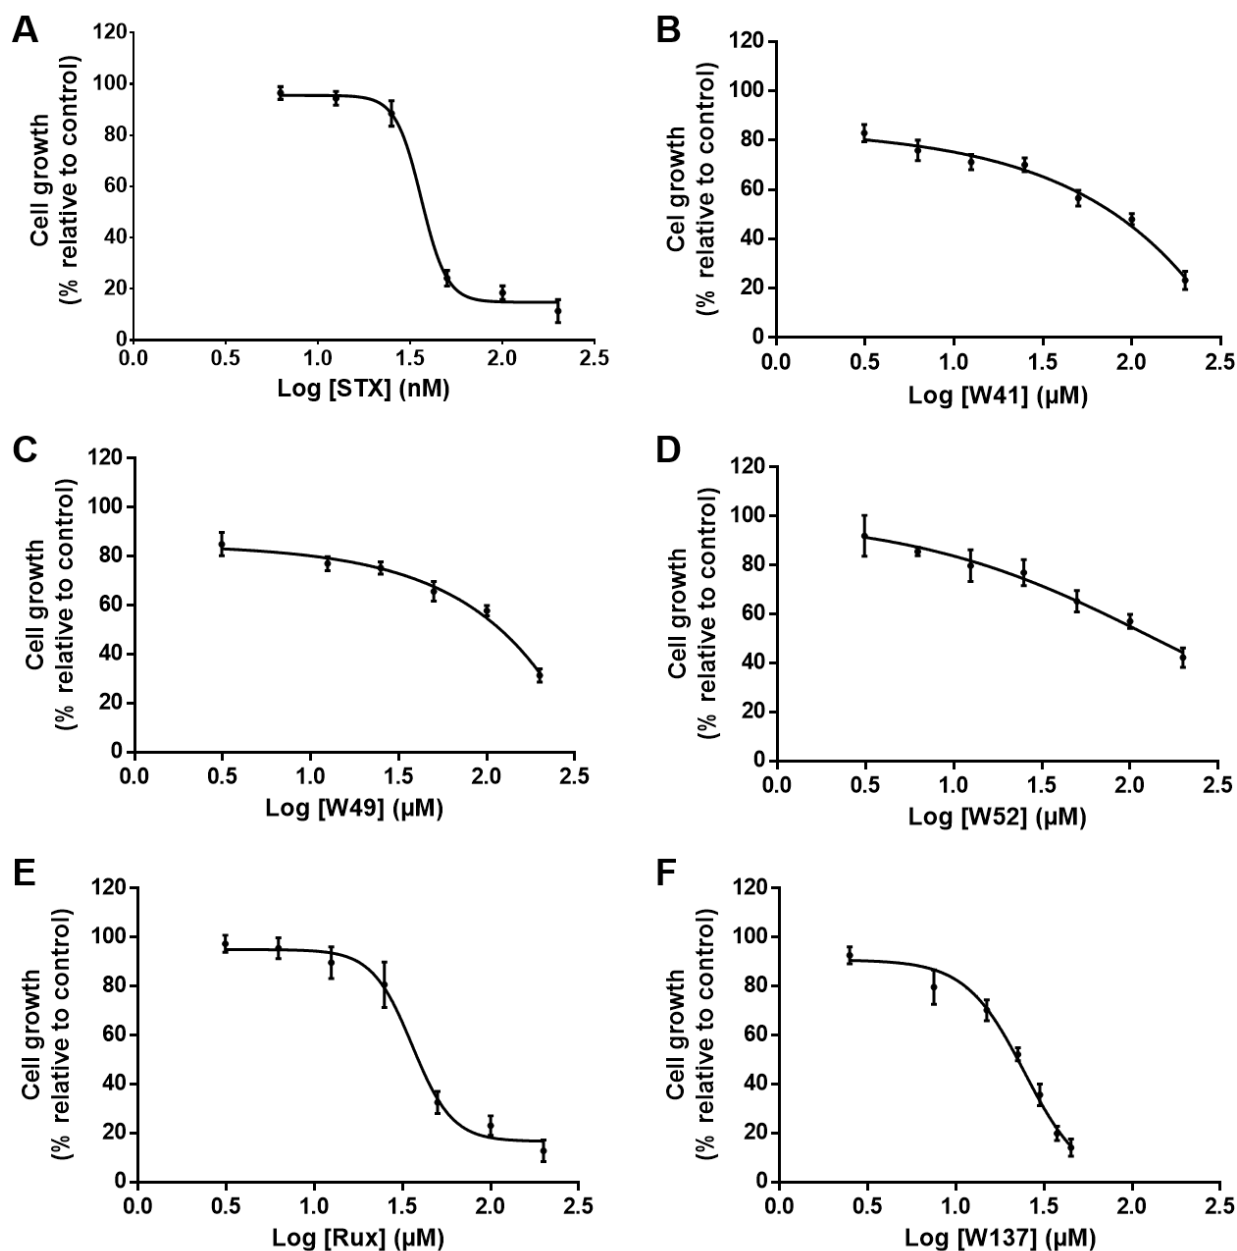 A
120
100
80
60
40
20
0
0.0 0.5 1.0 1.5 2.0 2.5
Cell growth
(% relative to control)
Log [STX] (nM)
B
120
100
80
60
40
20
0
0.0 0.5 1.0 1.5 2.0 2.5
Cel growth
(% relative to control)
Log [W41] (µM)
C
120
100
80
60
40
20
0
0.0 0.5 1.0 1.5 2.0 2.5
Cell growth
(% relative to control)
Log [W49] (µM)
D
120
100
80
60
40
20
0
0.0 0.5 1.0 1.5 2.0 2.5
Cell growth
(% relative to control)
Log [W52] (µM)
E
120
100
80
60
40
20
0
0.0 0.5 1.0 1.5 2.0 2.5
Cell growth
(% relative to control)
Log [Rux] (µM)
F
120
100
80
60
40
20
0
0.0 0.5 1.0 1.5 2.0 2.5
Cell growth
(% relative to control)
Log [W137] (µM)